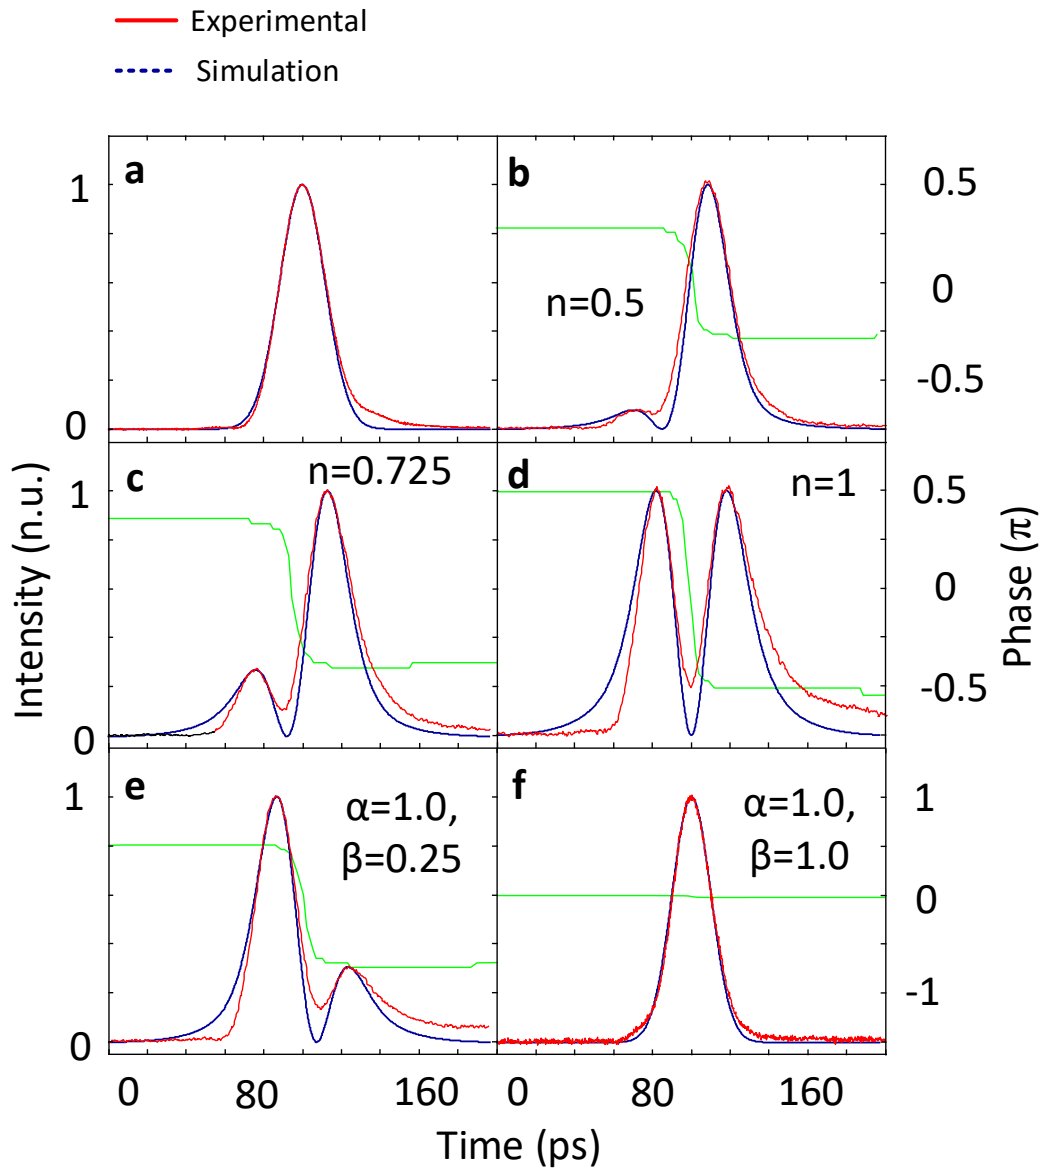 Experimental
Simulation
a
b
1
0
n=0.5
0.5
0
-0.5
c
n=0.725
d
n=1
0
0.5
0
-0.5
Intensity (n.u.)
Phase (π)
e
α=1.0,
β=0.25
f
α=1.0,
β=1.0
1
0
1
0
-1
0
80
160
0
80
160
Time (ps)